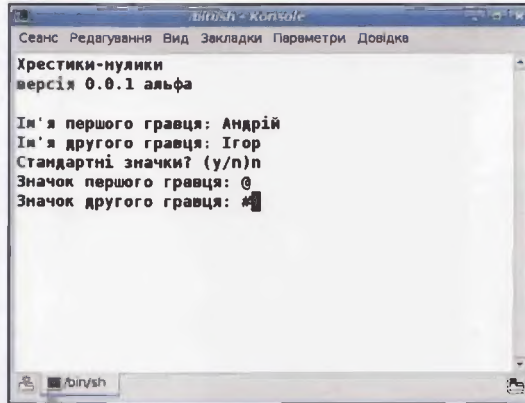 /bin/sh - Konsole
Сеанс Редагування Вид Закладки Параметри Довідка
Хрестики-нулики
версія 0.0.1 альфа
Ім'я першого гравця: Андрій
Ім'я другого гравця: Ігор
Стандартні значки? (y/n)n
Значок першого гравця: @
Значок другого гравця: #
/bin/sh